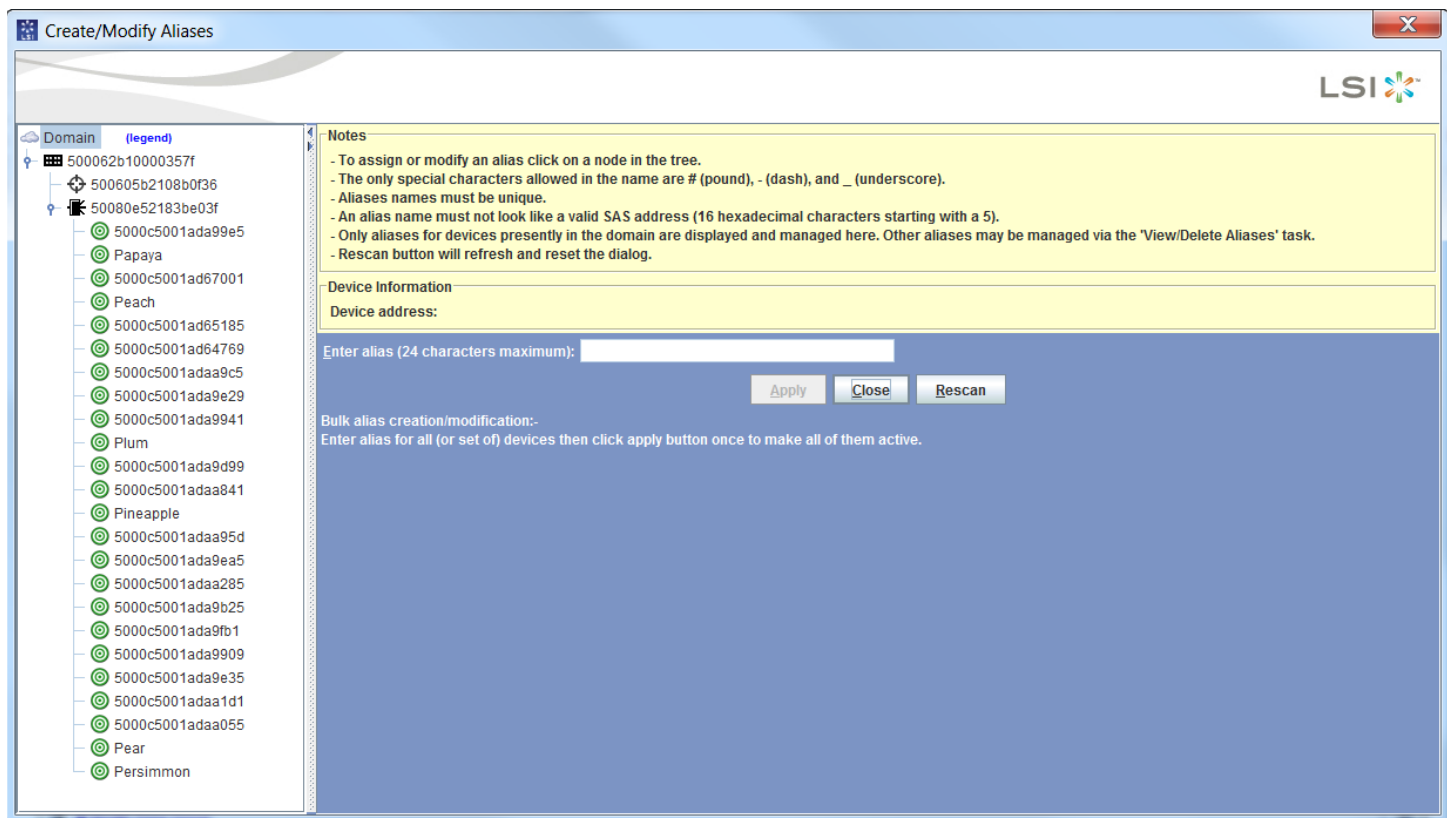 Create/Modify Aliases
LSI
Domain (legend)
500062b10000357f
500605b2108b0f36
50080e52183be03f
5000c5001ada99e5
Papaya
5000c5001ad67001
Peach
5000c5001ad65185
5000c5001ad64769
5000c5001adaa9c5
5000c5001ada9e29
5000c5001ada9941
Plum
5000c5001ada9d99
5000c5001adaa841
Pineapple
5000c5001adaa95d
5000c5001ada9ea5
5000c5001adaa285
5000c5001ada9b25
5000c5001ada9fb1
5000c5001ada9909
5000c5001ada9e35
5000c5001adaa1d1
5000c5001adaa055
Pear
Persimmon
Notes
- To assign or modify an alias click on a node in the tree.
- The only special characters allowed in the name are # (pound), - (dash), and _ (underscore).
- Aliases names must be unique.
- An alias name must not look like a valid SAS address (16 hexadecimal characters starting with a 5).
- Only aliases for devices presently in the domain are displayed and managed here. Other aliases may be managed via the 'View/Delete Aliases' task.
- Rescan button will refresh and reset the dialog.
Device Information
Device address:
Enter alias (24 characters maximum):
Apply Close Rescan
Bulk alias creation/modification:-
Enter alias for all (or set of) devices then click apply button once to make all of them active.